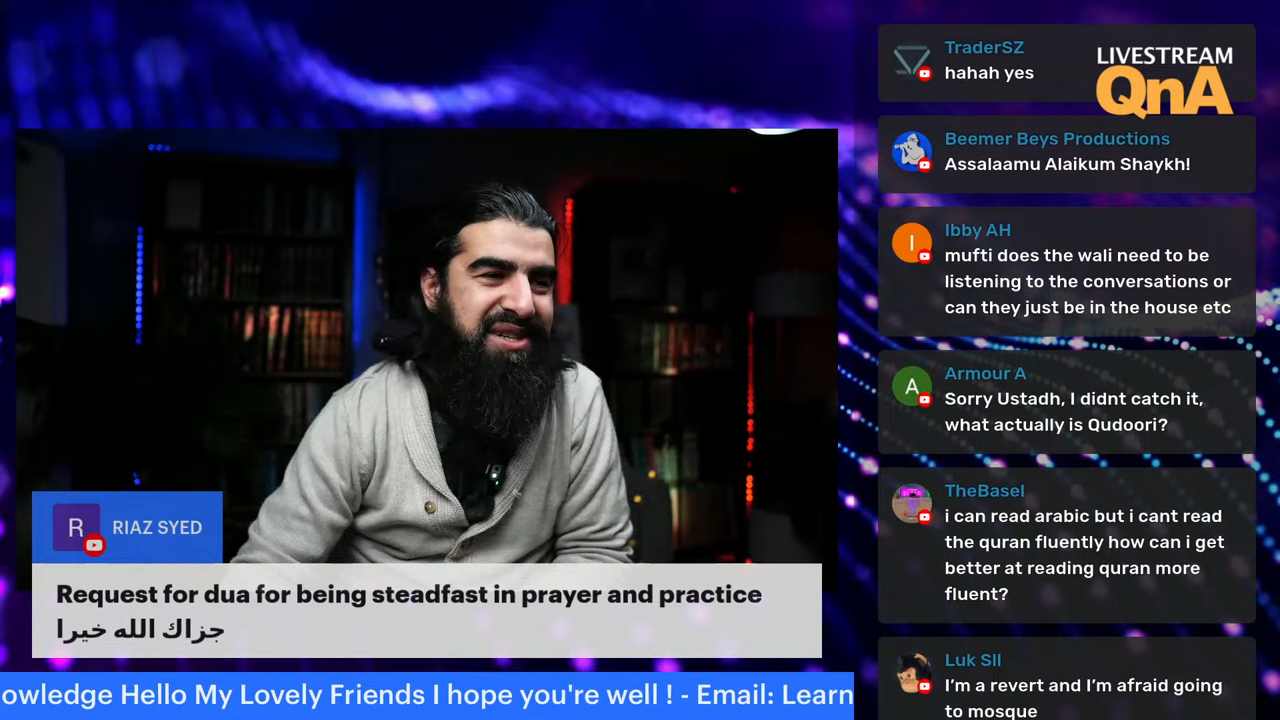 LIVESTREAM
QnA
TraderSZ
hahah yes
Beemer Beys Productions
Assalaamu Alaikum Shaykh!
Ibby AH
mufti does the wali need to be
listening to the conversations or
can they just be in the house etc
Armour A
A
Sorry Ustadh, I didnt catch it,
what actually is Qudoori?
TheBasel
i can read arabic but i cant read
the quran fluently how can i get
better at reading quran more
fluent?
Luk Sll
I’m a revert and I’m afraid going
to mosque
R RIAZ SYED
Request for dua for being steadfast in prayer and practice
جزاك الله خيرا
owledge Hello My Lovely Friends I hope you're well ! - Email: Learn